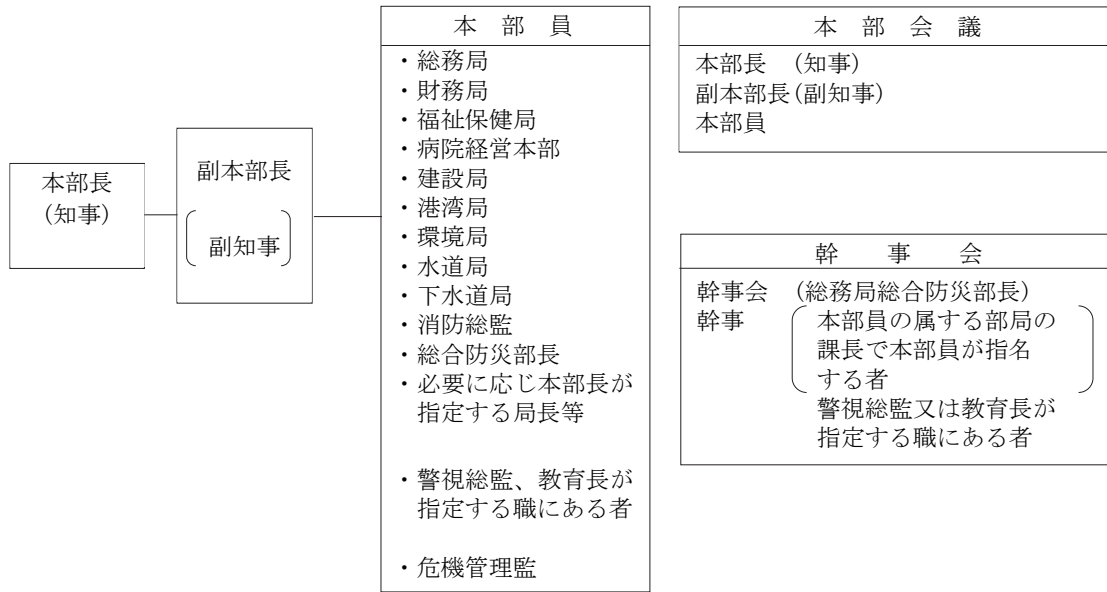 本部長
(知事)
副本部長
副知事
本 部 員
・総務局
・財務局
・福祉保健局
・病院経営本部
・建設局
・港湾局
・環境局
・水道局
・下水道局
・消防総監
・総合防災部長
・必要に応じ本部長が
指定する局長等
・警視総監、教育長が
指定する職にある者
・危機管理監
本 部 会 議
本部長 (知事)
副本部長(副知事)
本部員
幹 事 会
幹事会 (総務局総合防災部長)
幹事 本部員の属する部局の
課長で本部員が指名
する者
警視総監又は教育長が
指定する職にある者